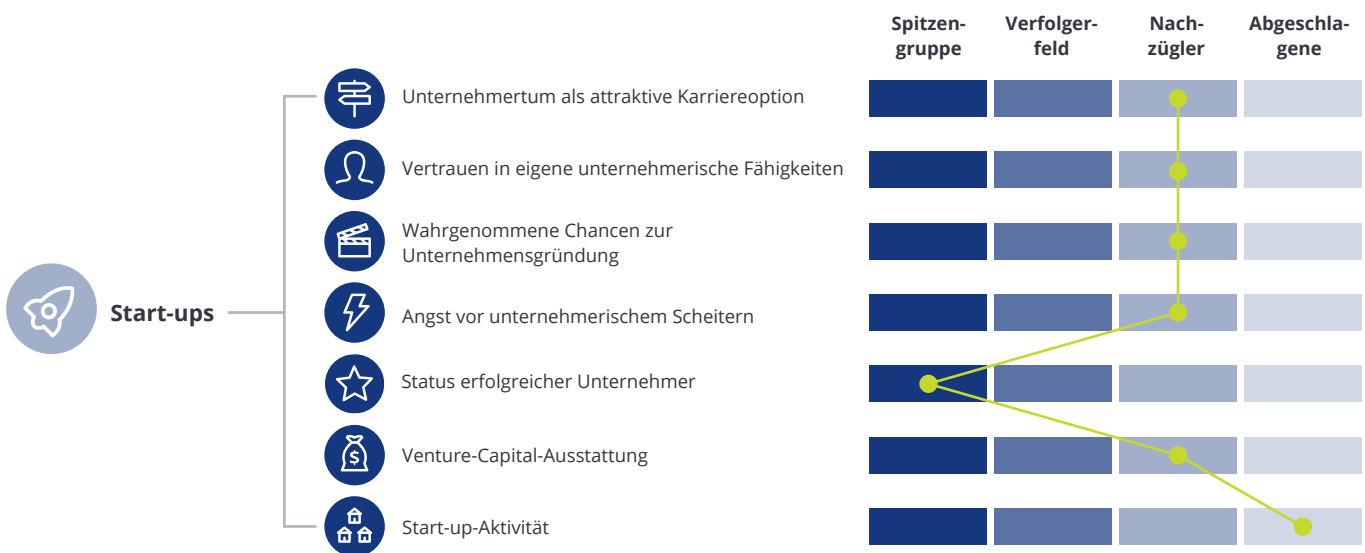 Spitzen-
gruppe
Verfolger-
feld
Nach-
zügler
Abgeschla-
gene
Unternehmertum als attraktive Karriereoption
Vertrauen in eigene unternehmerische Fähigkeiten
Wahrgenommene Chancen zur
Unternehmensgründung
Start-ups
Angst vor unternehmerischem Scheitern
Status erfolgreicher Unternehmer
$
Venture-Capital-Ausstattung
Start-up-Aktivität